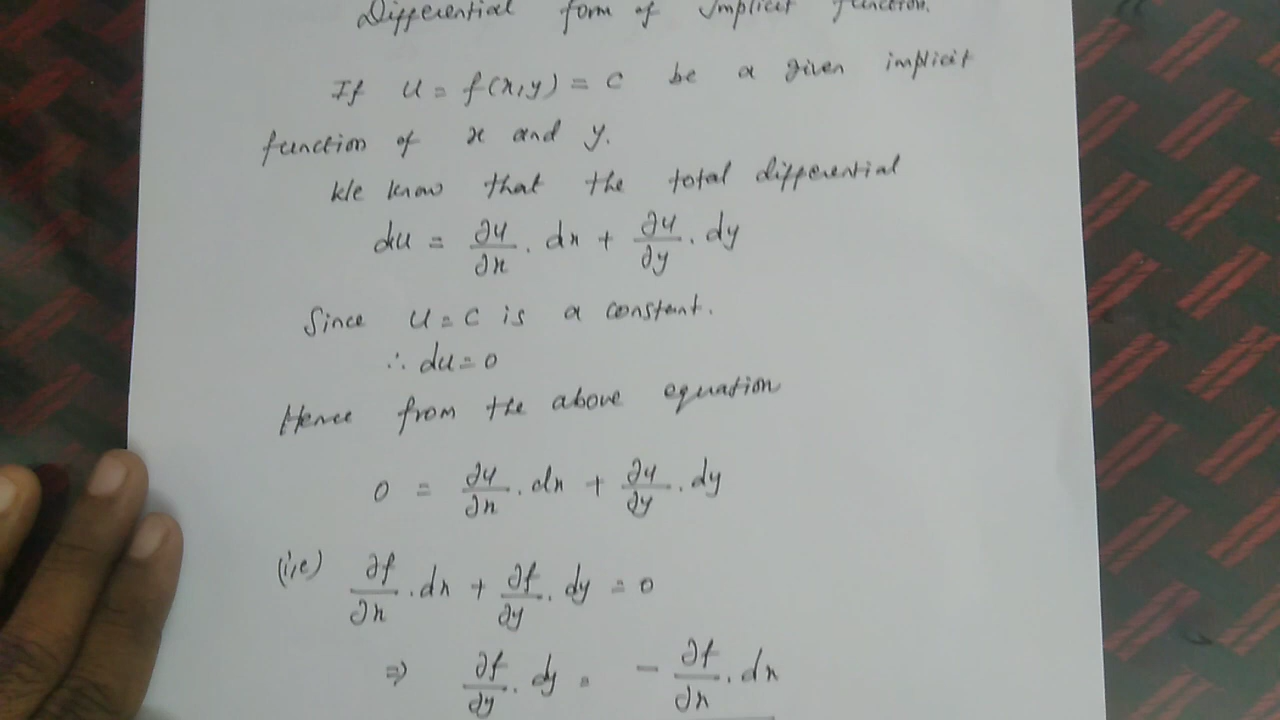 Differential form of Implicit function.
If u = f(x,y) = c be a given implicit
function of x and y.
We know that the total differential
du = ∂u/∂x . dx + ∂u/∂y . dy
Since u = c is a constant.
∴ du = 0
Hence from the above equation
0 = ∂u/∂x . dx + ∂u/∂y . dy
(i,e) ∂f/∂x . dx + ∂f/∂y . dy = 0
⇒ ∂f/∂y . dy = - ∂f/∂x . dx